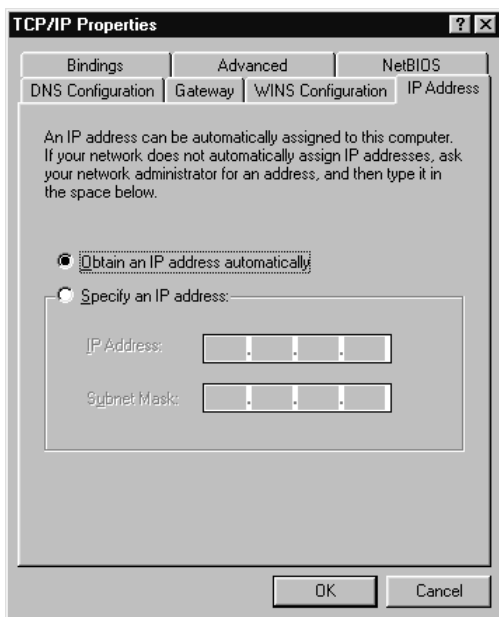 TCP/IP Properties
? X
Bindings Advanced NetBIOS
DNS Configuration Gateway WINS Configuration IP Address
An IP address can be automatically assigned to this computer.
If your network does not automatically assign IP addresses, ask
your network administrator for an address, and then type it in
the space below.
Obtain an IP address automatically
Specify an IP address:
IP Address: . . .
Subnet Mask: . . .
OK Cancel